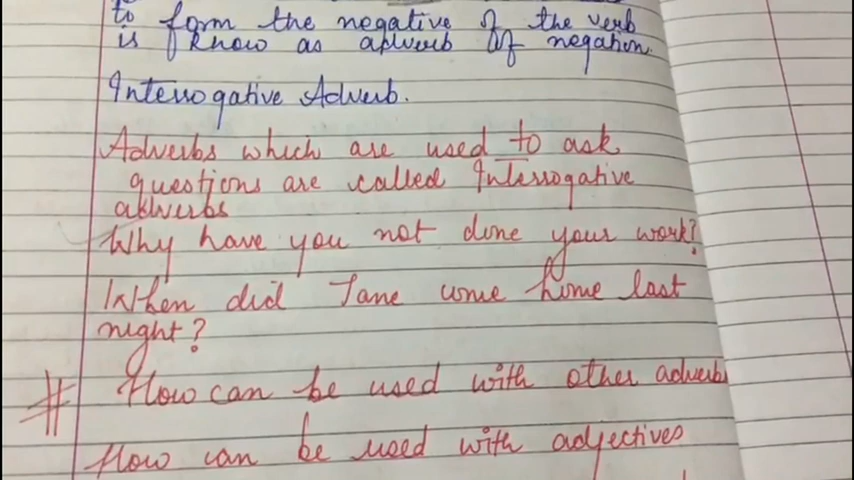 to form the negative of the verb
is know as adverb of negation.
Interrogative Adverb.
Adverbs which are used to ask
questions are called Interrogative
adverbs
Why have you not done your work?
When did Jane come home last
night?
# How can be used with other adverbs
How can be used with adjectives